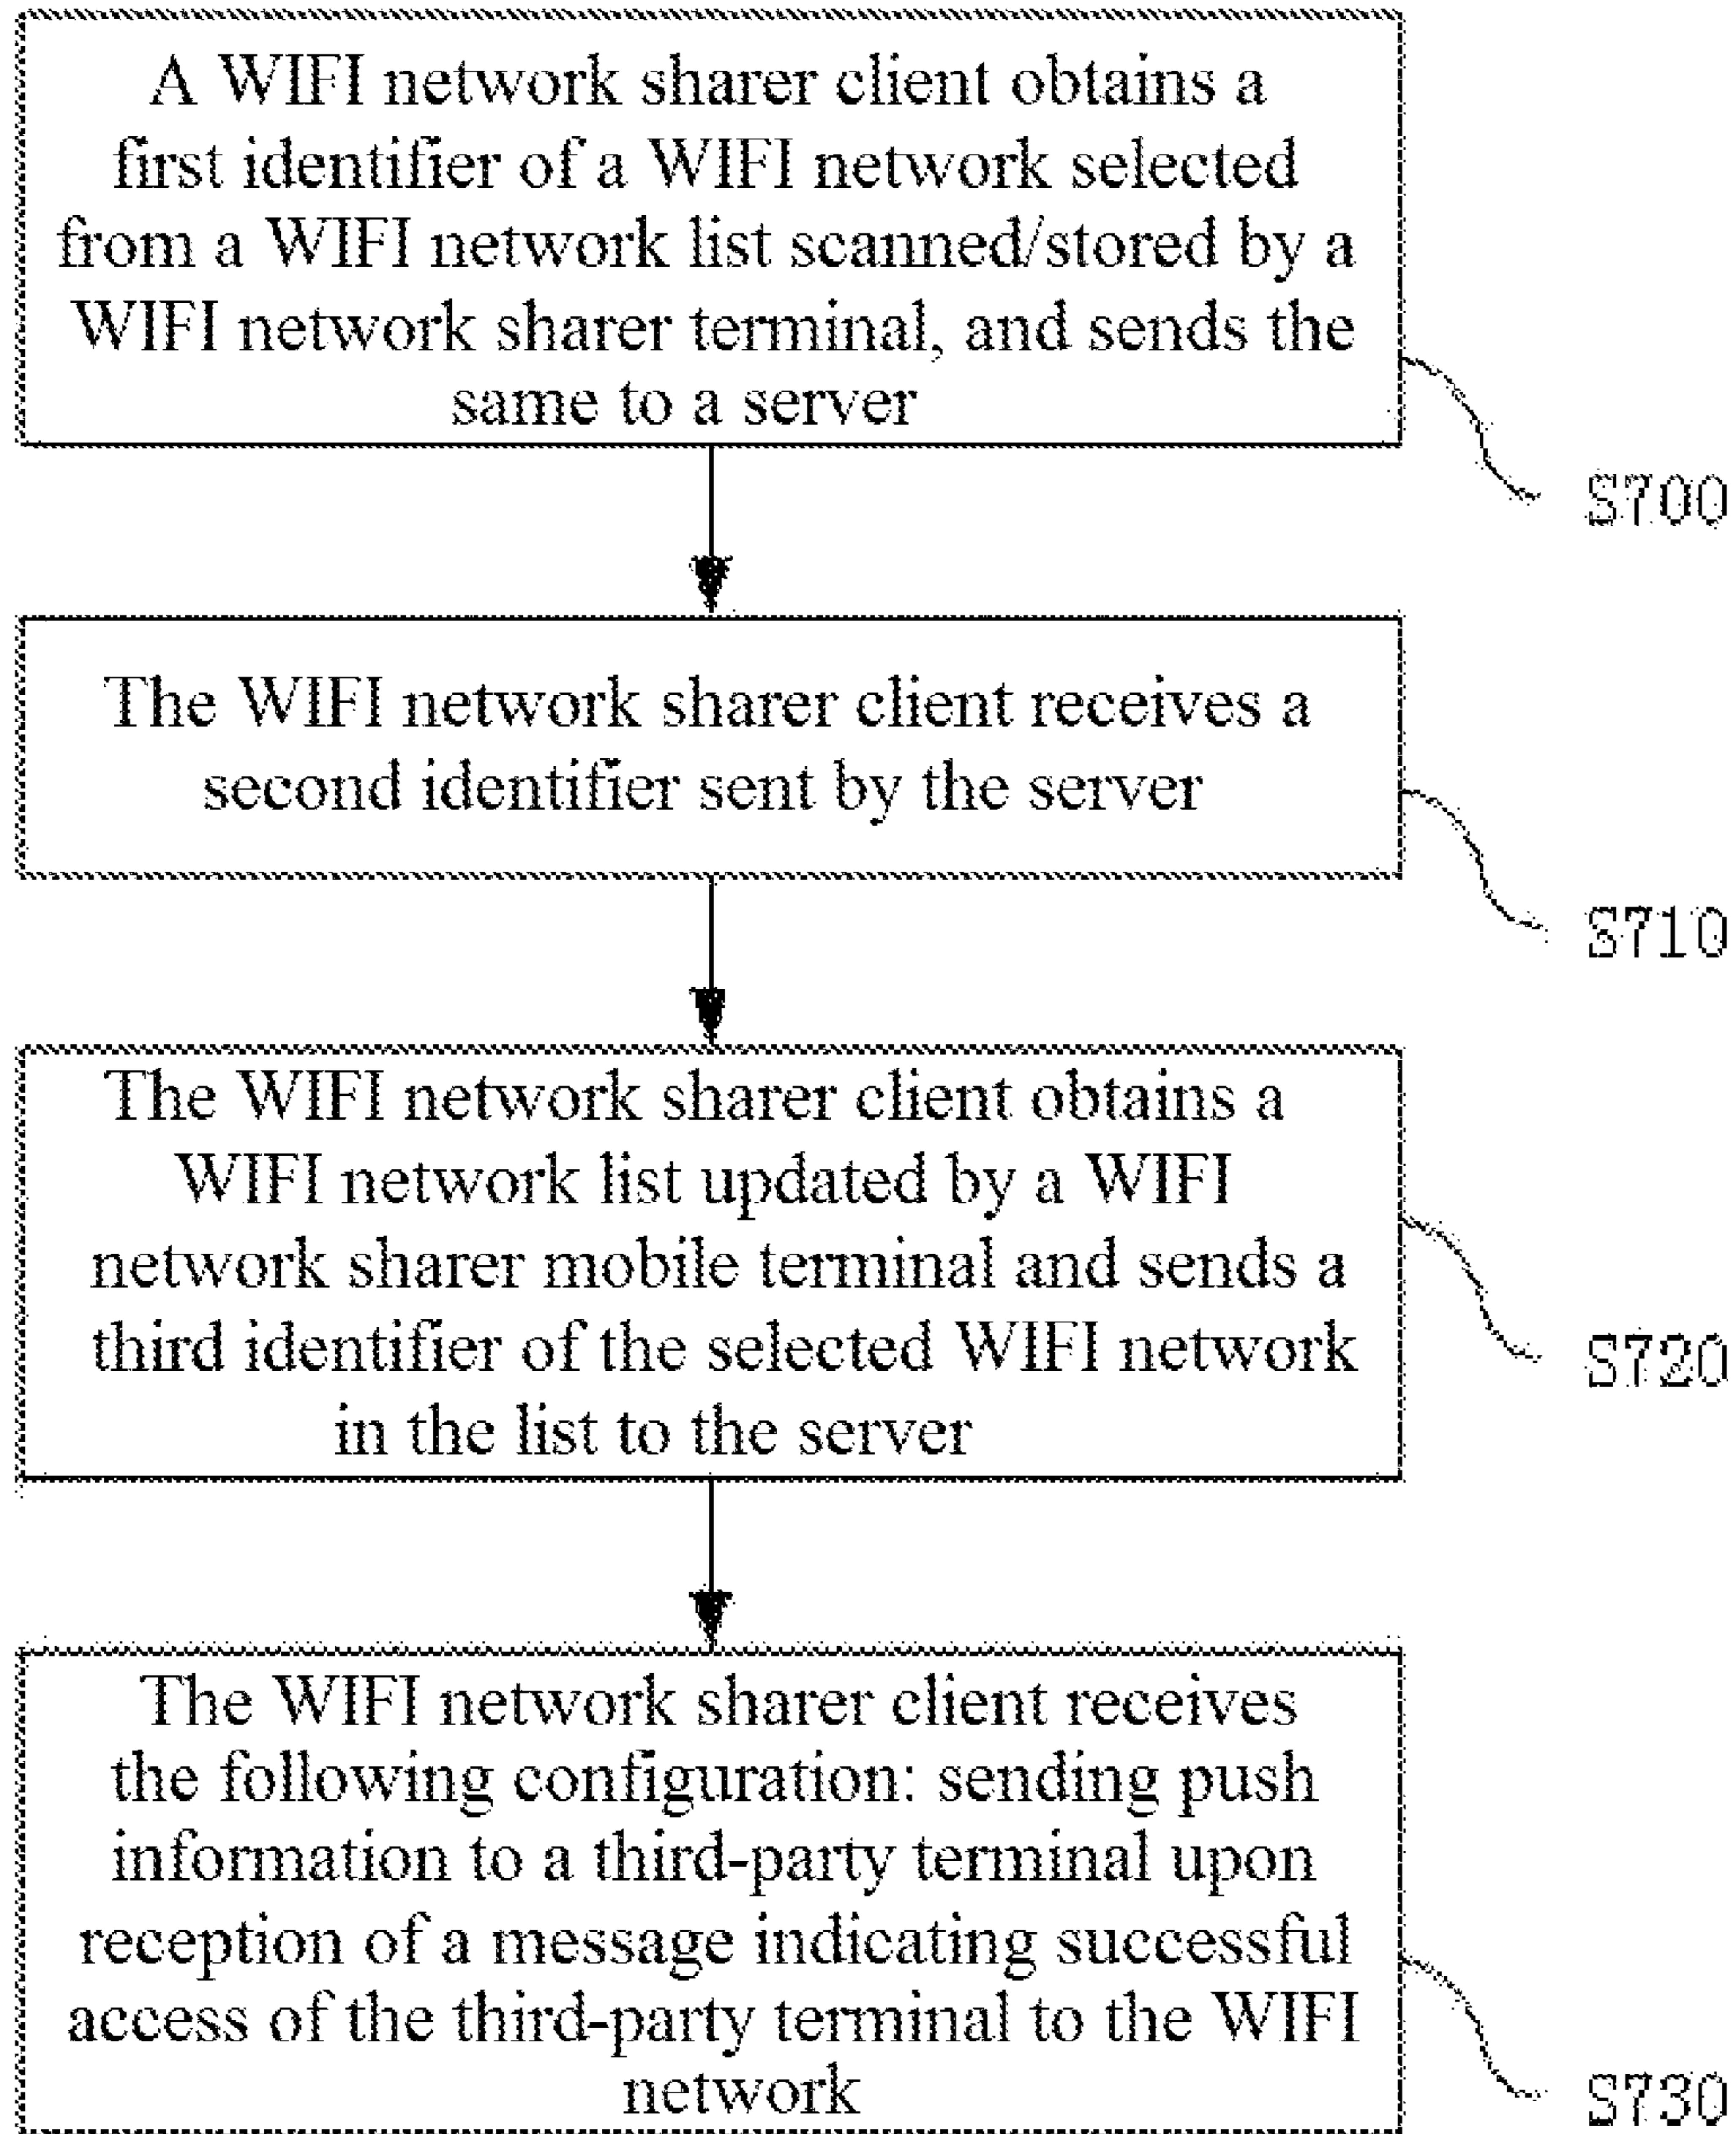 A WIFI network sharer client obtains a
first identifier of a WIFI network selected
from a WIFI network list scanned/stored by a
WIFI network sharer terminal, and sends the
same to a server
S700
The WIFI network sharer client receives a
second identifier sent by the server
S710
The WIFI network sharer client obtains a
WIFI network list updated by a WIFI
network sharer mobile terminal and sends a
third identifier of the selected WIFI network
in the list to the server
S720
The WIFI network sharer client receives
the following configuration: sending push
information to a third-party terminal upon
reception of a message indicating successful
access of the third-party terminal to the WIFI
network
S730